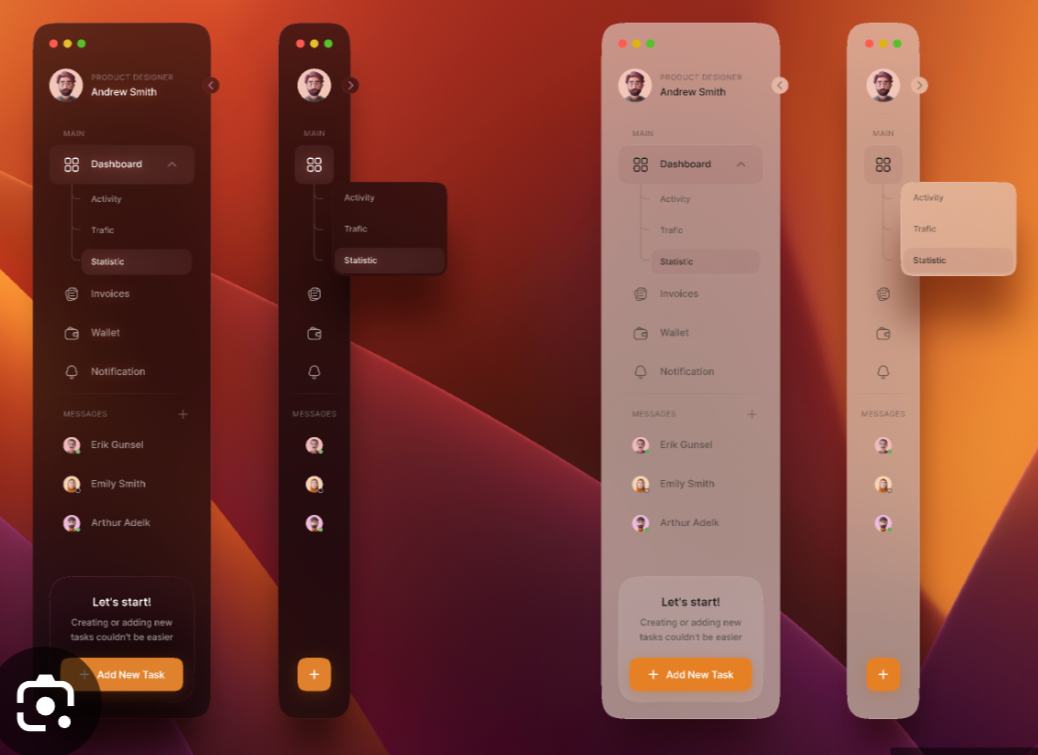 PRODUCT DESIGNER
Andrew Smith
MAIN
Dashboard
Activity
Trafic
Statistic
Invoices
Wallet
Notification
MESSAGES
Erik Gunsel
Emily Smith
Arthur Adelk
Let's start!
Creating or adding new
tasks couldn't be easier
+ Add New Task
MAIN
Activity
Trafic
Statistic
MESSAGES
PRODUCT DESIGNER
Andrew Smith
MAIN
Dashboard
Activity
Trafic
Statistic
Invoices
Wallet
Notification
MESSAGES
Erik Gunsel
Emily Smith
Arthur Adelk
Let's start!
Creating or adding new
tasks couldn't be easier
+ Add New Task
MAIN
Activity
Trafic
Statistic
MESSAGES